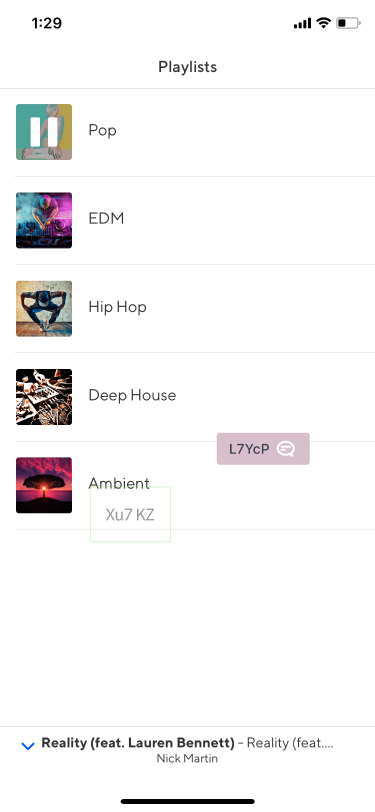 1:29
Playlists
Pop
EDM
Hip Hop
Deep House
L7YcP
Ambient
Xu7 KZ
Reality (feat. Lauren Bennett) - Reality (feat....
Nick Martin